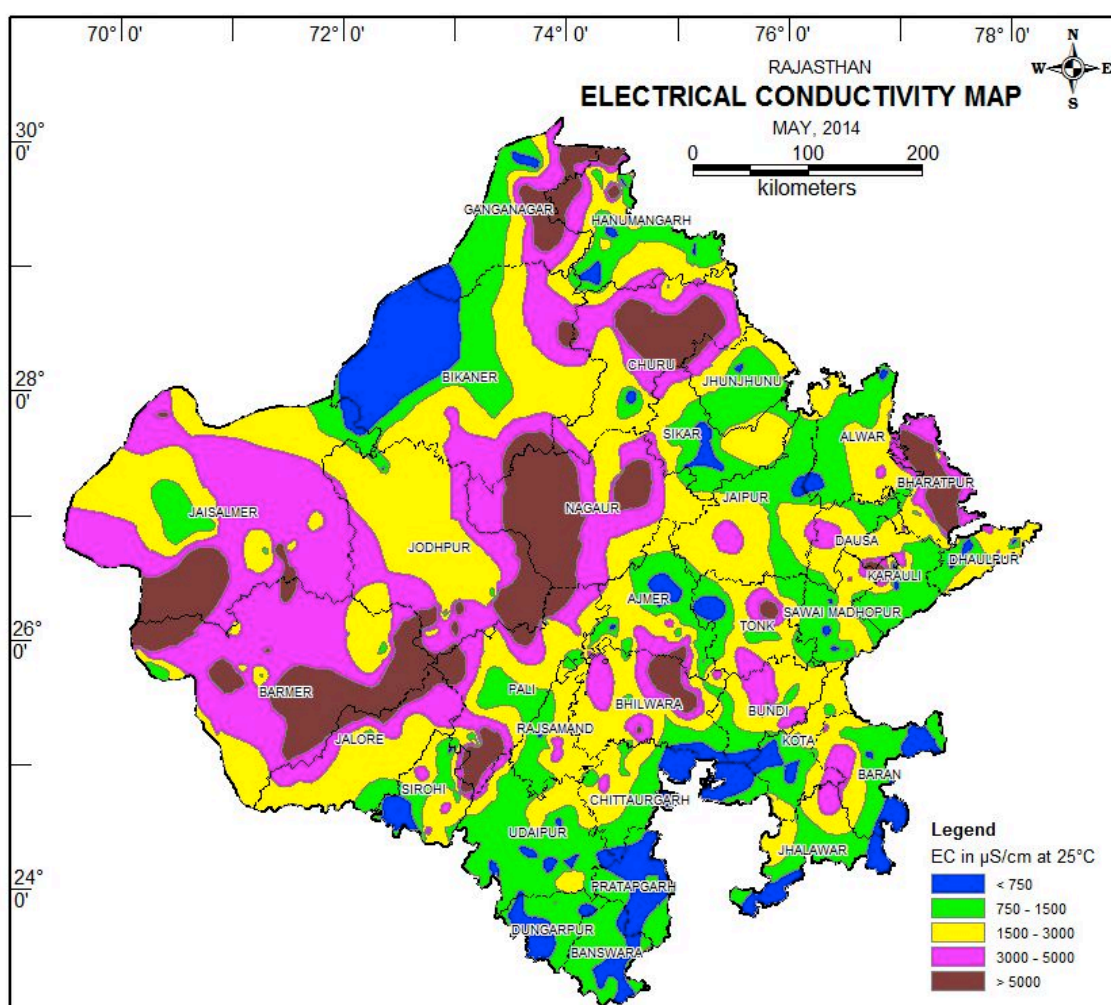 70° 0'
72° 0'
74° 0'
76° 0'
78° 0'
N
W E
S
RAJASTHAN
ELECTRICAL CONDUCTIVITY MAP
MAY, 2014
0 100 200
kilometers
30°
0'
GANGANAGAR
HANUMANGARH
CHURU
28°
0'
BIKANER
JHUNJHUNU
SIKAR
ALWAR
BHARATPUR
NAGAUR
JAIPUR
JAISALMER
DAUSA
JODHPUR
DHAULPUR
KARAULI
AJMER
SAWAI MADHOPUR
TONK
26°
0'
BARMER
PALI
BHILWARA
BUNDI
RAJSAMAND
JALORE
KOTA
BARAN
SIROHI
CHITTAURGARH
UDAIPUR
JHALAWAR
24°
0'
PRATAPGARH
DUNGARPUR
BANSWARA
Legend
EC in µS/cm at 25°C
< 750
750 - 1500
1500 - 3000
3000 - 5000
> 5000